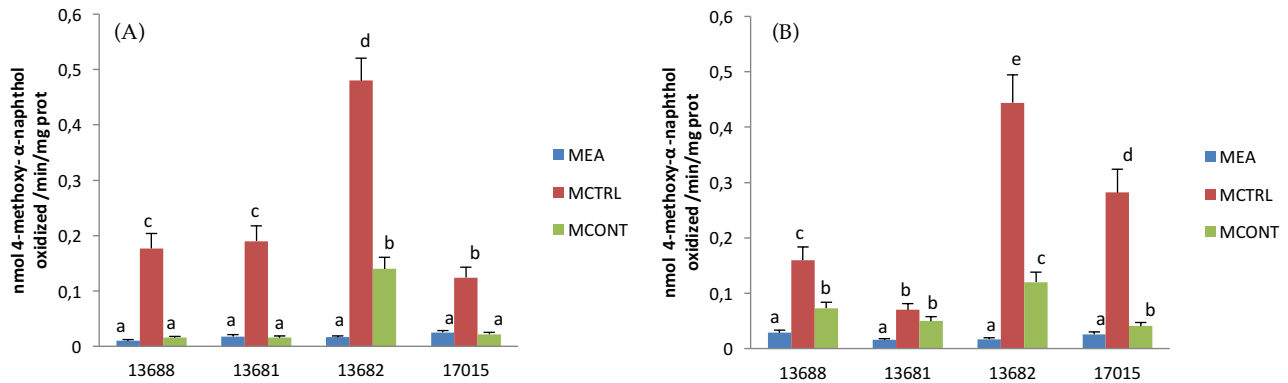 (A)
nmol 4-methoxy- α-naphthol
oxidized /min/mg prot
0,6
0,5
0,4
0,3
0,2
0,1
0
a
c
a
a
c
a
a
d
b
a
b
a
13688
13681
13682
17015
MEA
MCTRL
MCONT
(B)
nmol 4-methoxy-α-naphthol
oxidized /min/mg prot
0,6
0,5
0,4
0,3
0,2
0,1
0
a
c
b
a
b
b
a
e
c
a
d
b
13688
13681
13682
17015
MEA
MCTRL
MCONT